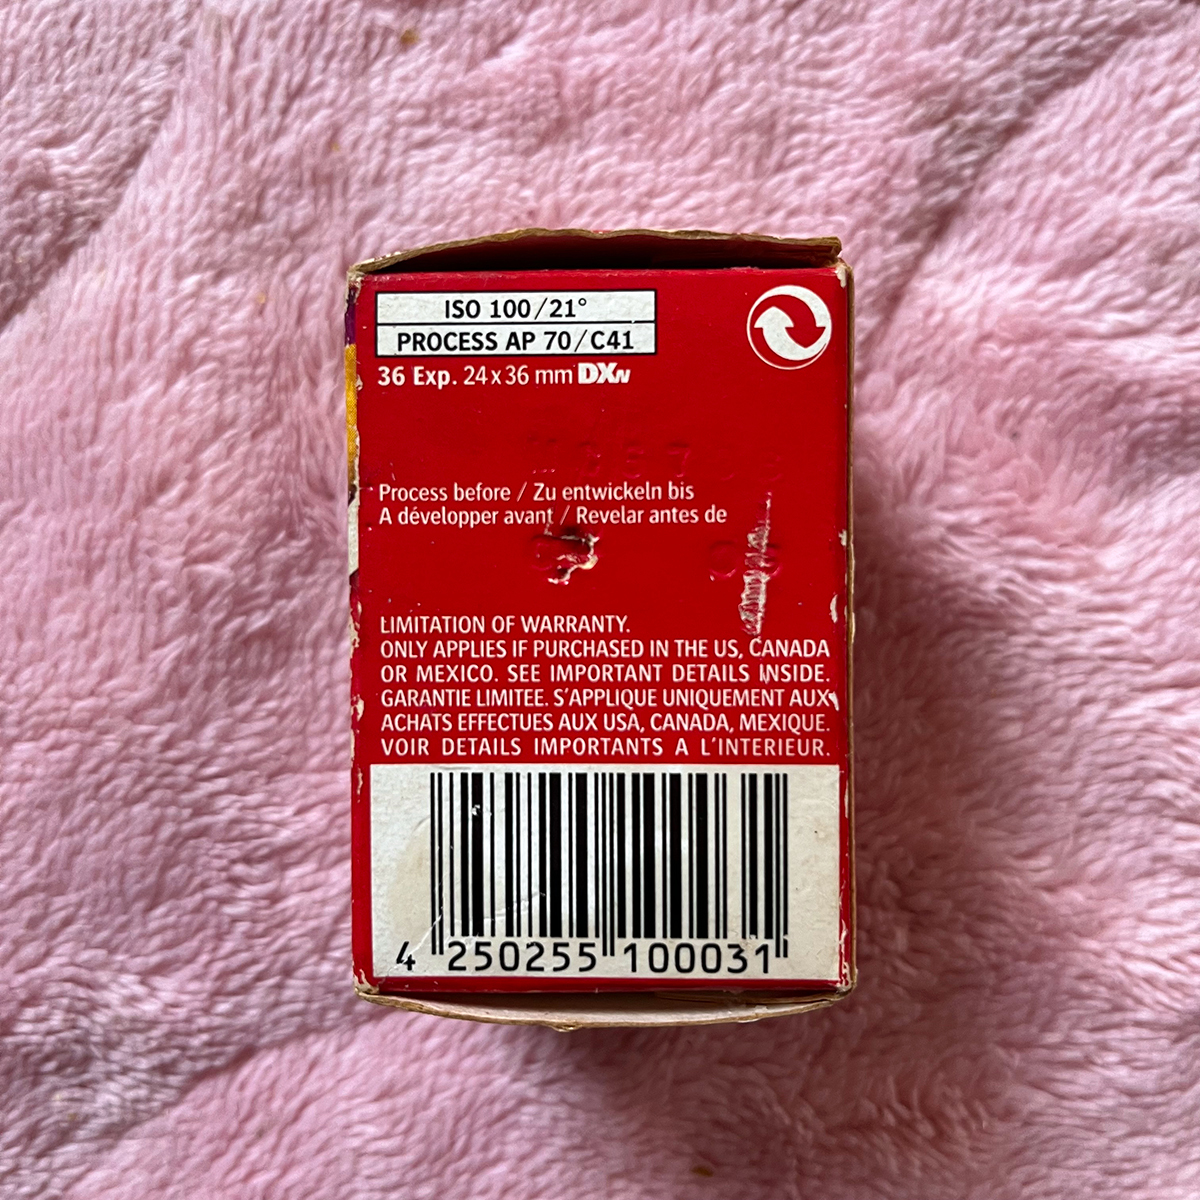 ISO 100/21°
PROCESS AP 70/C41
36 Exp. 24x36 mm DXN
Process before / Zu entwickeln bis
A développer avant / Revelar antes de
LIMITATION OF WARRANTY.
ONLY APPLIES IF PURCHASED IN THE US, CANADA
OR MEXICO. SEE IMPORTANT DETAILS INSIDE.
GARANTIE LIMITEE. S'APPLIQUE UNIQUEMENT AUX
ACHATS EFFECTUES AUX USA, CANADA, MEXIQUE.
VOIR DETAILS IMPORTANTS A L'INTERIEUR.
4 250255 100031